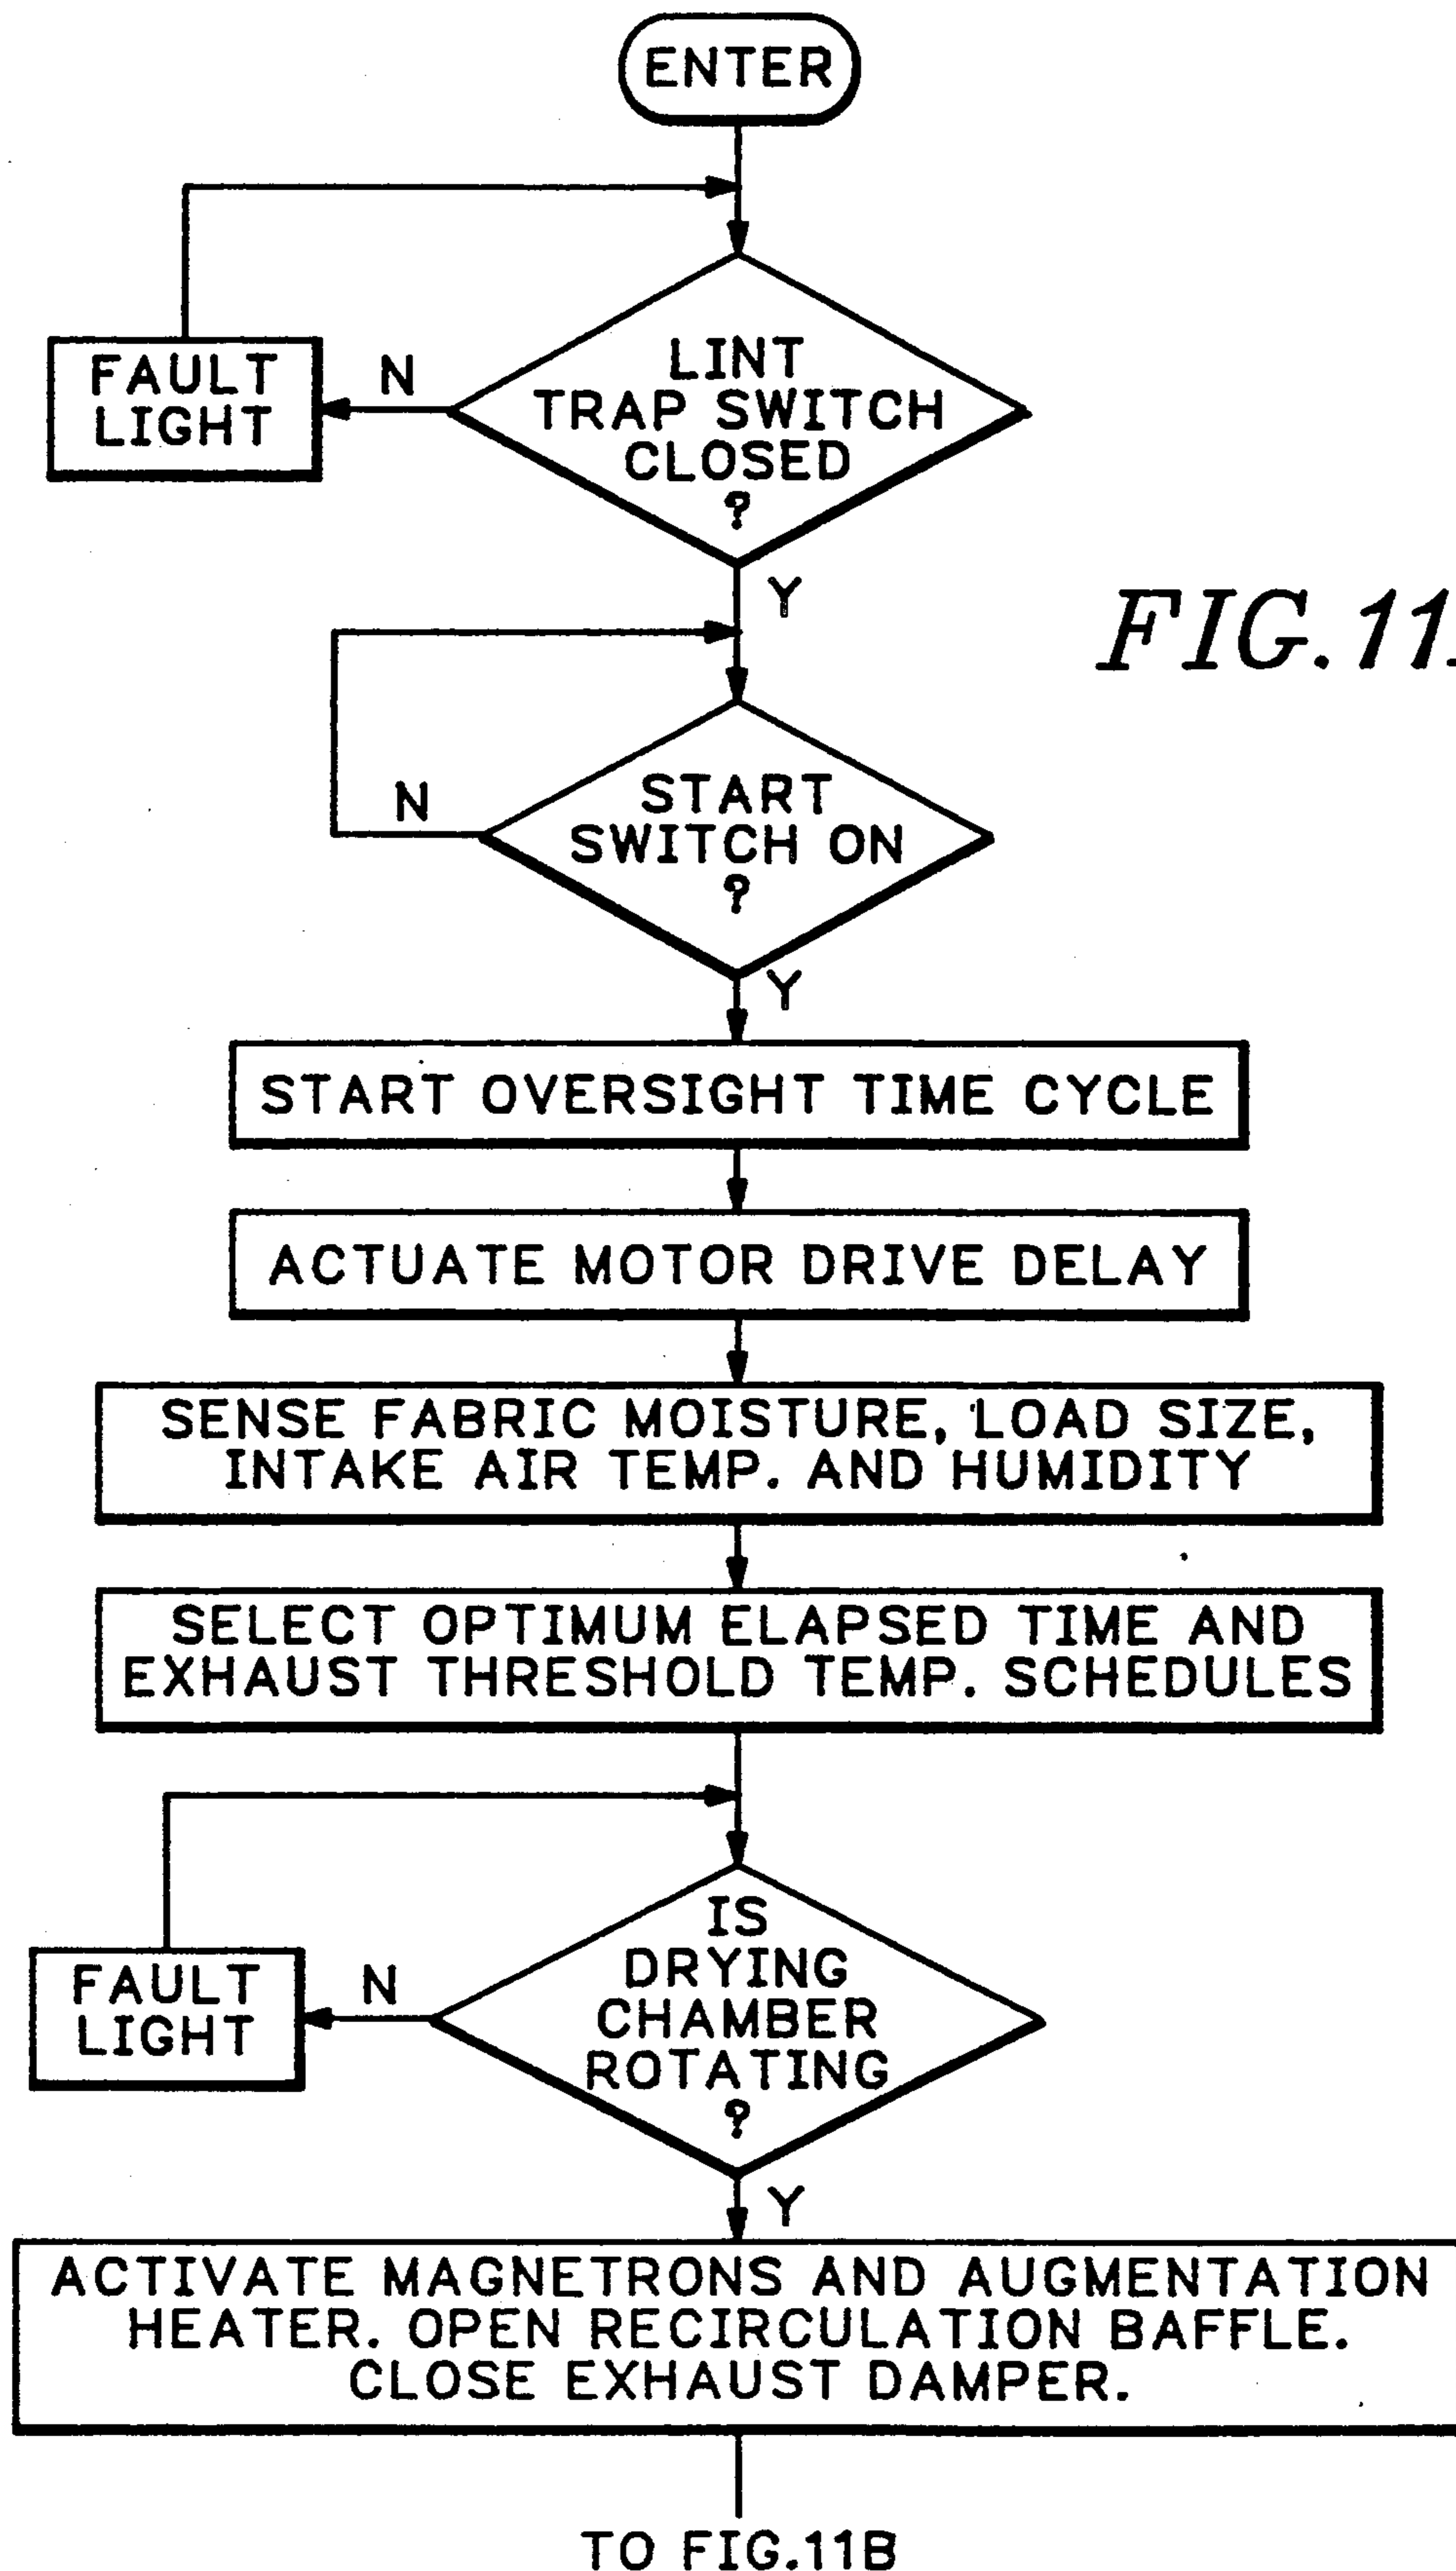 ENTER
FAULT
LIGHT
N
LINT
TRAP SWITCH
CLOSED
?
Y
FIG.11
N
START
SWITCH ON
?
Y
START OVERSIGHT TIME CYCLE
ACTUATE MOTOR DRIVE DELAY
SENSE FABRIC MOISTURE, LOAD SIZE,
INTAKE AIR TEMP. AND HUMIDITY
SELECT OPTIMUM ELAPSED TIME AND
EXHAUST THRESHOLD TEMP. SCHEDULES
FAULT
LIGHT
N
IS
DRYING
CHAMBER
ROTATING
?
Y
ACTIVATE MAGNETRONS AND AUGMENTATION
HEATER. OPEN RECIRCULATION BAFFLE.
CLOSE EXHAUST DAMPER.
TO FIG.11B